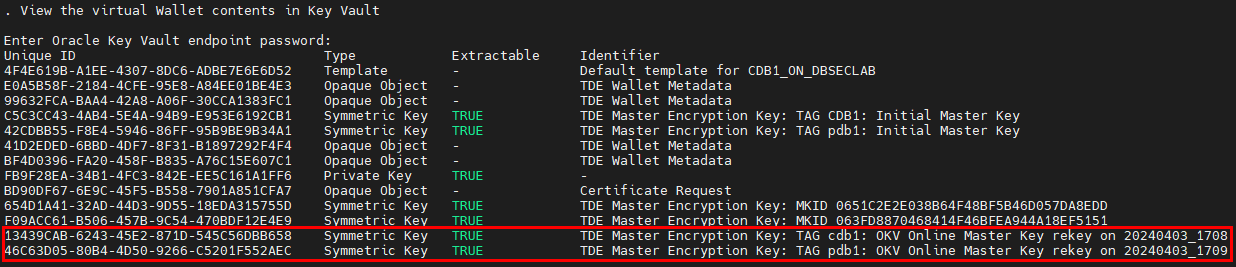 . View the virtual Wallet contents in Key Vault
Enter Oracle Key Vault endpoint password:
Unique ID Type Extractable Identifier
4F4E619B-A1EE-4307-8DC6-ADBE7E6E6D52 Template - Default template for CDB1_ON_DBSECLAB
E0A5B58F-2184-4CFE-95E8-A84EE01BE4E3 Opaque Object - TDE Wallet Metadata
99632FCA-BAA4-42A8-A06F-30CCA1383FC1 Opaque Object - TDE Wallet Metadata
C5C3CC43-4AB4-5E4A-94B9-E953E6192CB1 Symmetric Key TRUE TDE Master Encryption Key: TAG CDB1: Initial Master Key
42CDBB55-F8E4-5946-86FF-95B9BE9B34A1 Symmetric Key TRUE TDE Master Encryption Key: TAG pdb1: Initial Master Key
41D2EDED-6BBD-4DF7-8F31-B1897292F4F4 Opaque Object - TDE Wallet Metadata
BF4D0396-FA20-458F-B835-A76C15E607C1 Opaque Object - TDE Wallet Metadata
FB9F28EA-34B1-4FC3-842E-EE5C161A1FF6 Private Key TRUE -
BD90DF67-6E9C-45F5-B558-7901A851CFA7 Opaque Object - Certificate Request
654D1A41-32AD-44D3-9D55-18EDA315755D Symmetric Key TRUE TDE Master Encryption Key: MKID 0651C2E2E038B64F48BF5B46D057DA8EDD
F09ACC61-B506-457B-9C54-470BDF12E4E9 Symmetric Key TRUE TDE Master Encryption Key: MKID 063FD8870468414F46BFEA944A18EF5151
13439CAB-6243-45E2-871D-545C56DBB658 Symmetric Key TRUE TDE Master Encryption Key: TAG cdb1: OKV Online Master Key rekey on 20240403_1708
46C63D05-80B4-4D50-9266-C5201F552AEC Symmetric Key TRUE TDE Master Encryption Key: TAG pdb1: OKV Online Master Key rekey on 20240403_1709